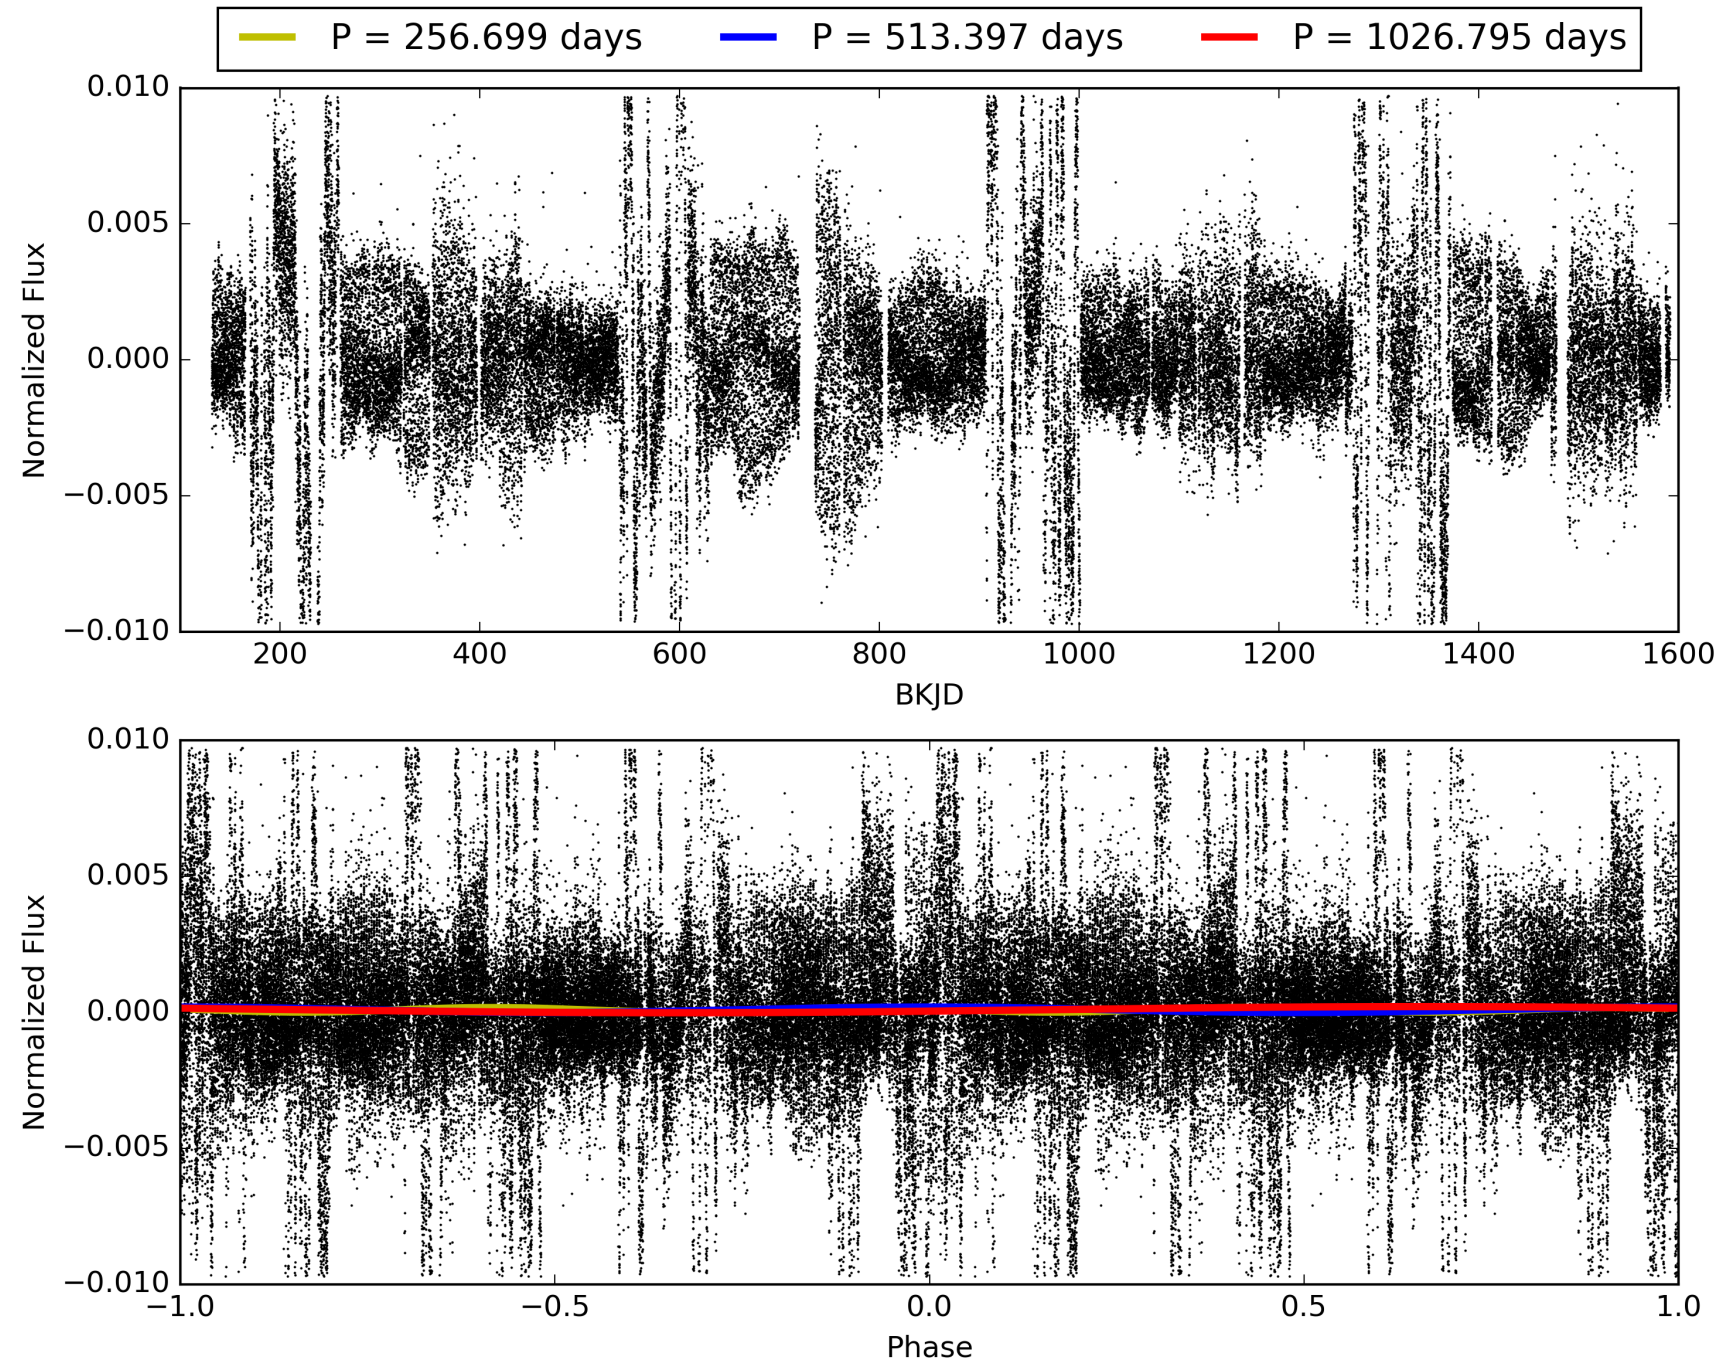 P = 256.699 days P = 513.397 days P = 1026.795 days
0.010
0.005
0.000
−0.005
−0.010
Normalized Flux
200 400 600 800 1000 1200 1400 1600
BKJD
0.010
0.005
0.000
−0.005
−0.010
Normalized Flux
−1.0 −0.5 0.0 0.5 1.0
Phase